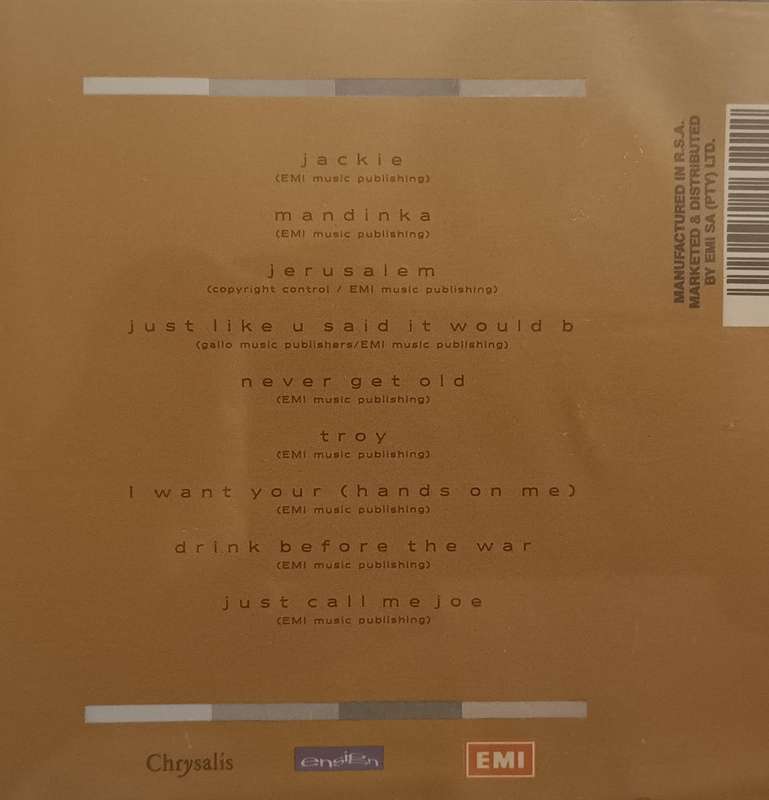 jackie
(EMI music publishing)
mandinka
(EMI music publishing)
jerusalem
(copyright control / EMI music publishing)
just like u said it would b
(gallo music publishers/EMI music publishing)
never get old
(EMI music publishing)
troy
(EMI music publishing)
I want your (hands on me)
(EMI music publishing)
drink before the war
(EMI music publishing)
just call me joe
(EMI music publishing)
MANUFACTURED IN R.S.A.
MARKETED & DISTRIBUTED
BY EMI SA (PTY) LTD.
Chrysalis
ensign
EMI